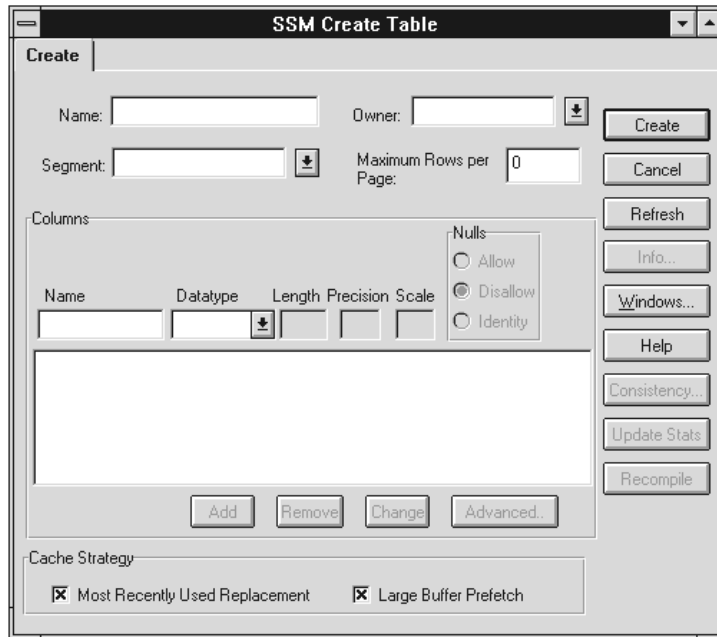 SSM Create Table
Create
Name:
Owner:
Segment:
Maximum Rows per
Page:
0
Create
Cancel
Refresh
Info...
Windows...
Help
Consistency...
Update Stats
Recompile
Columns
Nulls
Allow
Disallow
Identity
Name Datatype Length Precision Scale
Add Remove Change Advanced..
Cache Strategy
Most Recently Used Replacement Large Buffer Prefetch